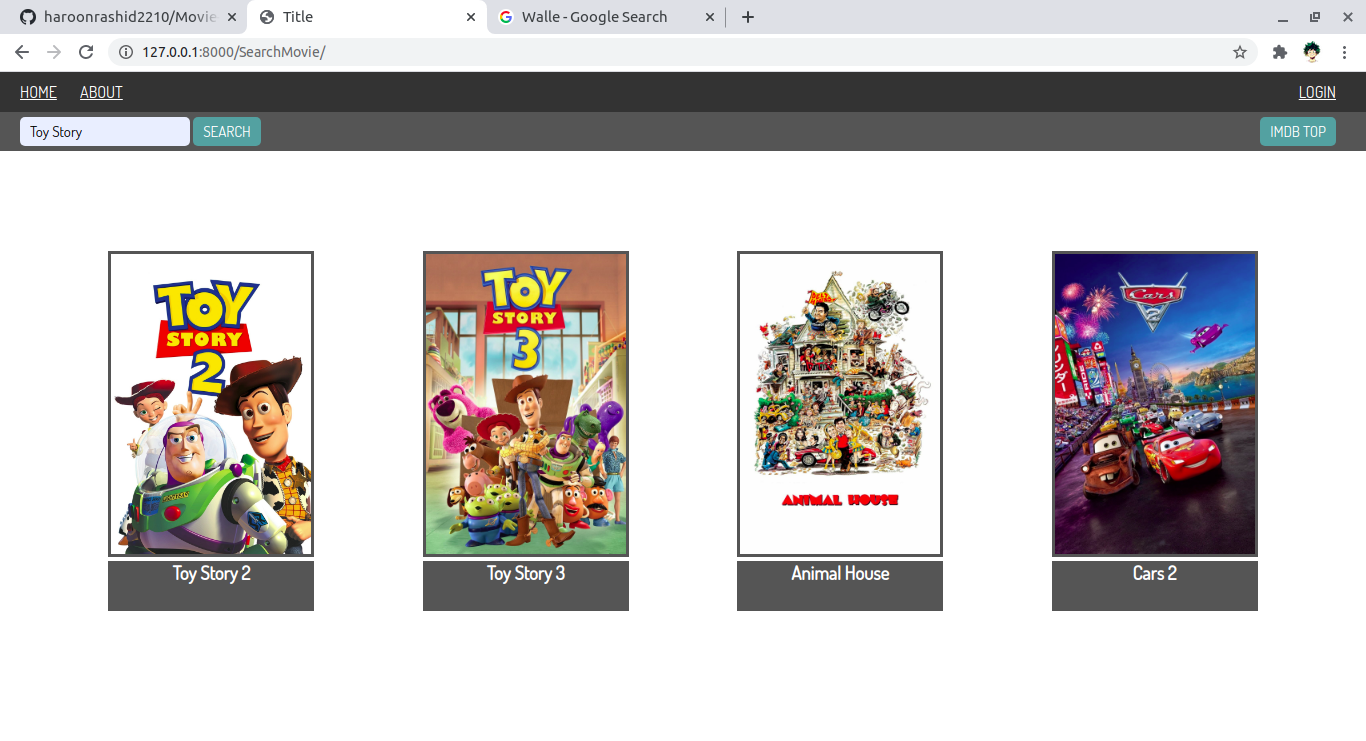 haroonrashid2210/Movie
Title
Walle - Google Search
127.0.0.1:8000/SearchMovie/
HOME ABOUT LOGIN
Toy Story SEARCH IMDB TOP
TOY
STORY
2
TOY
STORY
3
ANIMAL HOUSE
Cars
2
Toy Story 2
Toy Story 3
Animal House
Cars 2